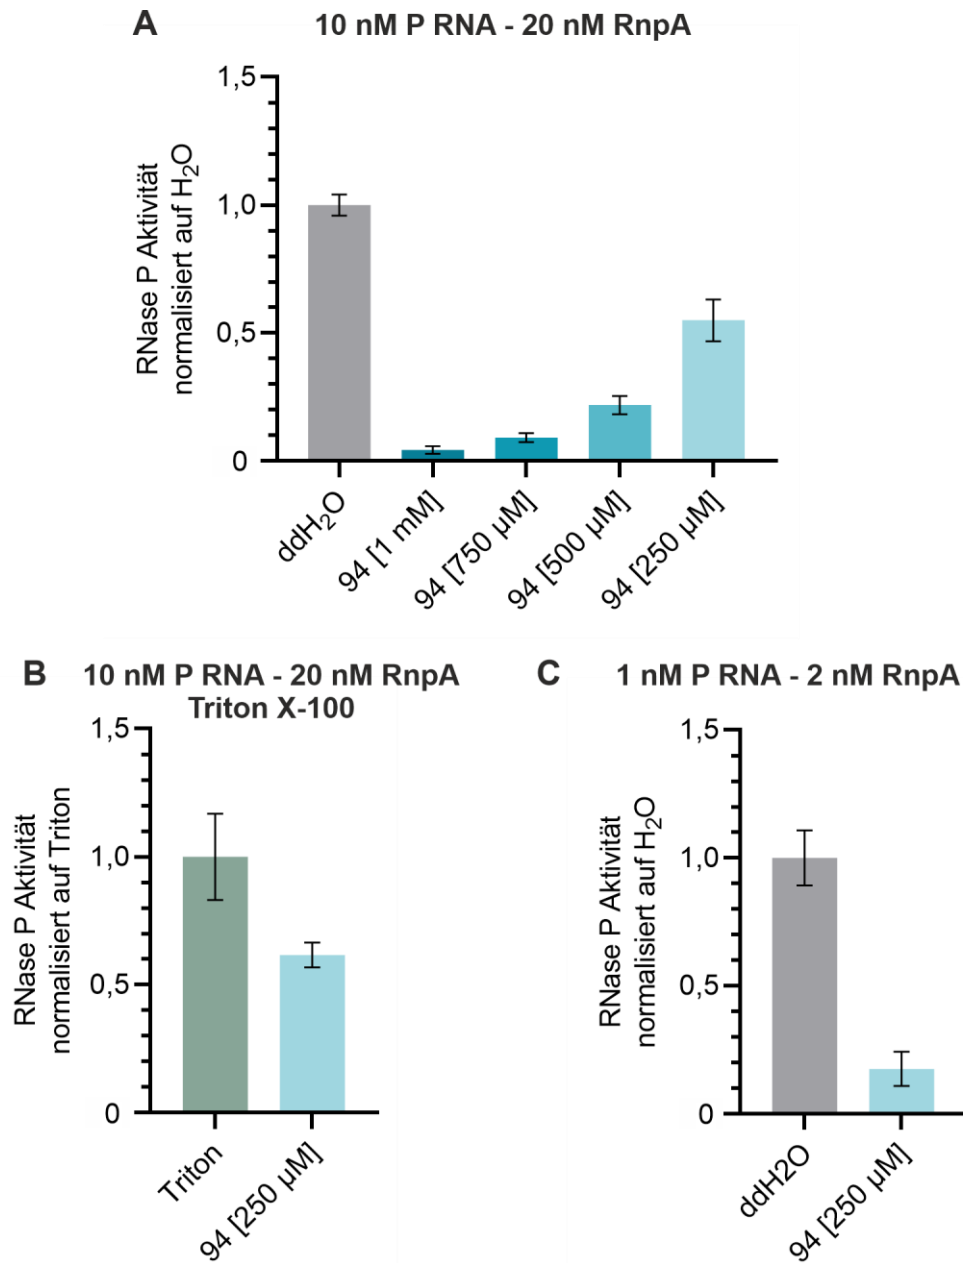 A
10 nM P RNA - 20 nM RnpA
RNase P Aktivität
normalisiert auf H₂O
1,5
1,0
0,5
0
ddH₂O
94 [1 mM]
94 [750 µM]
94 [500 µM]
94 [250 µM]
B
10 nM P RNA - 20 nM RnpA
Triton X-100
RNase P Aktivität
normalisiert auf Triton
1,5
1,0
0,5
0
Triton
94 [250 µM]
C
1 nM P RNA - 2 nM RnpA
RNase P Aktivität
normalisiert auf H₂O
1,5
1,0
0,5
0
ddH2O
94 [250 µM]